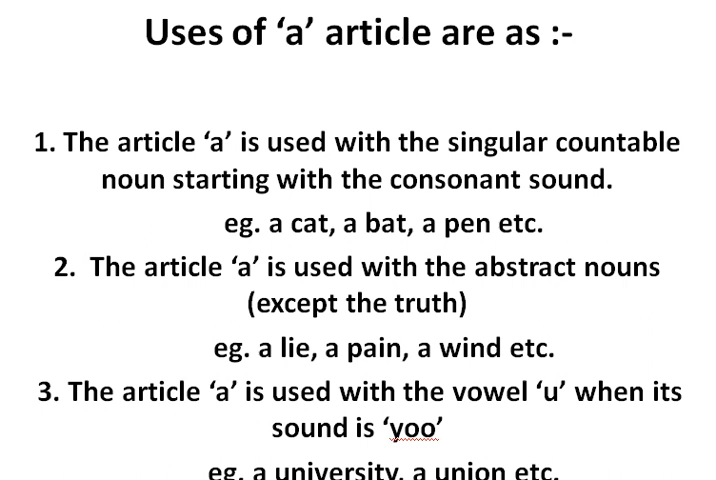 Uses of ‘a’ article are as :-
1. The article ‘a’ is used with the singular countable
noun starting with the consonant sound.
eg. a cat, a bat, a pen etc.
2. The article ‘a’ is used with the abstract nouns
(except the truth)
eg. a lie, a pain, a wind etc.
3. The article ‘a’ is used with the vowel ‘u’ when its
sound is ‘yoo’
eg. a university, a union etc.